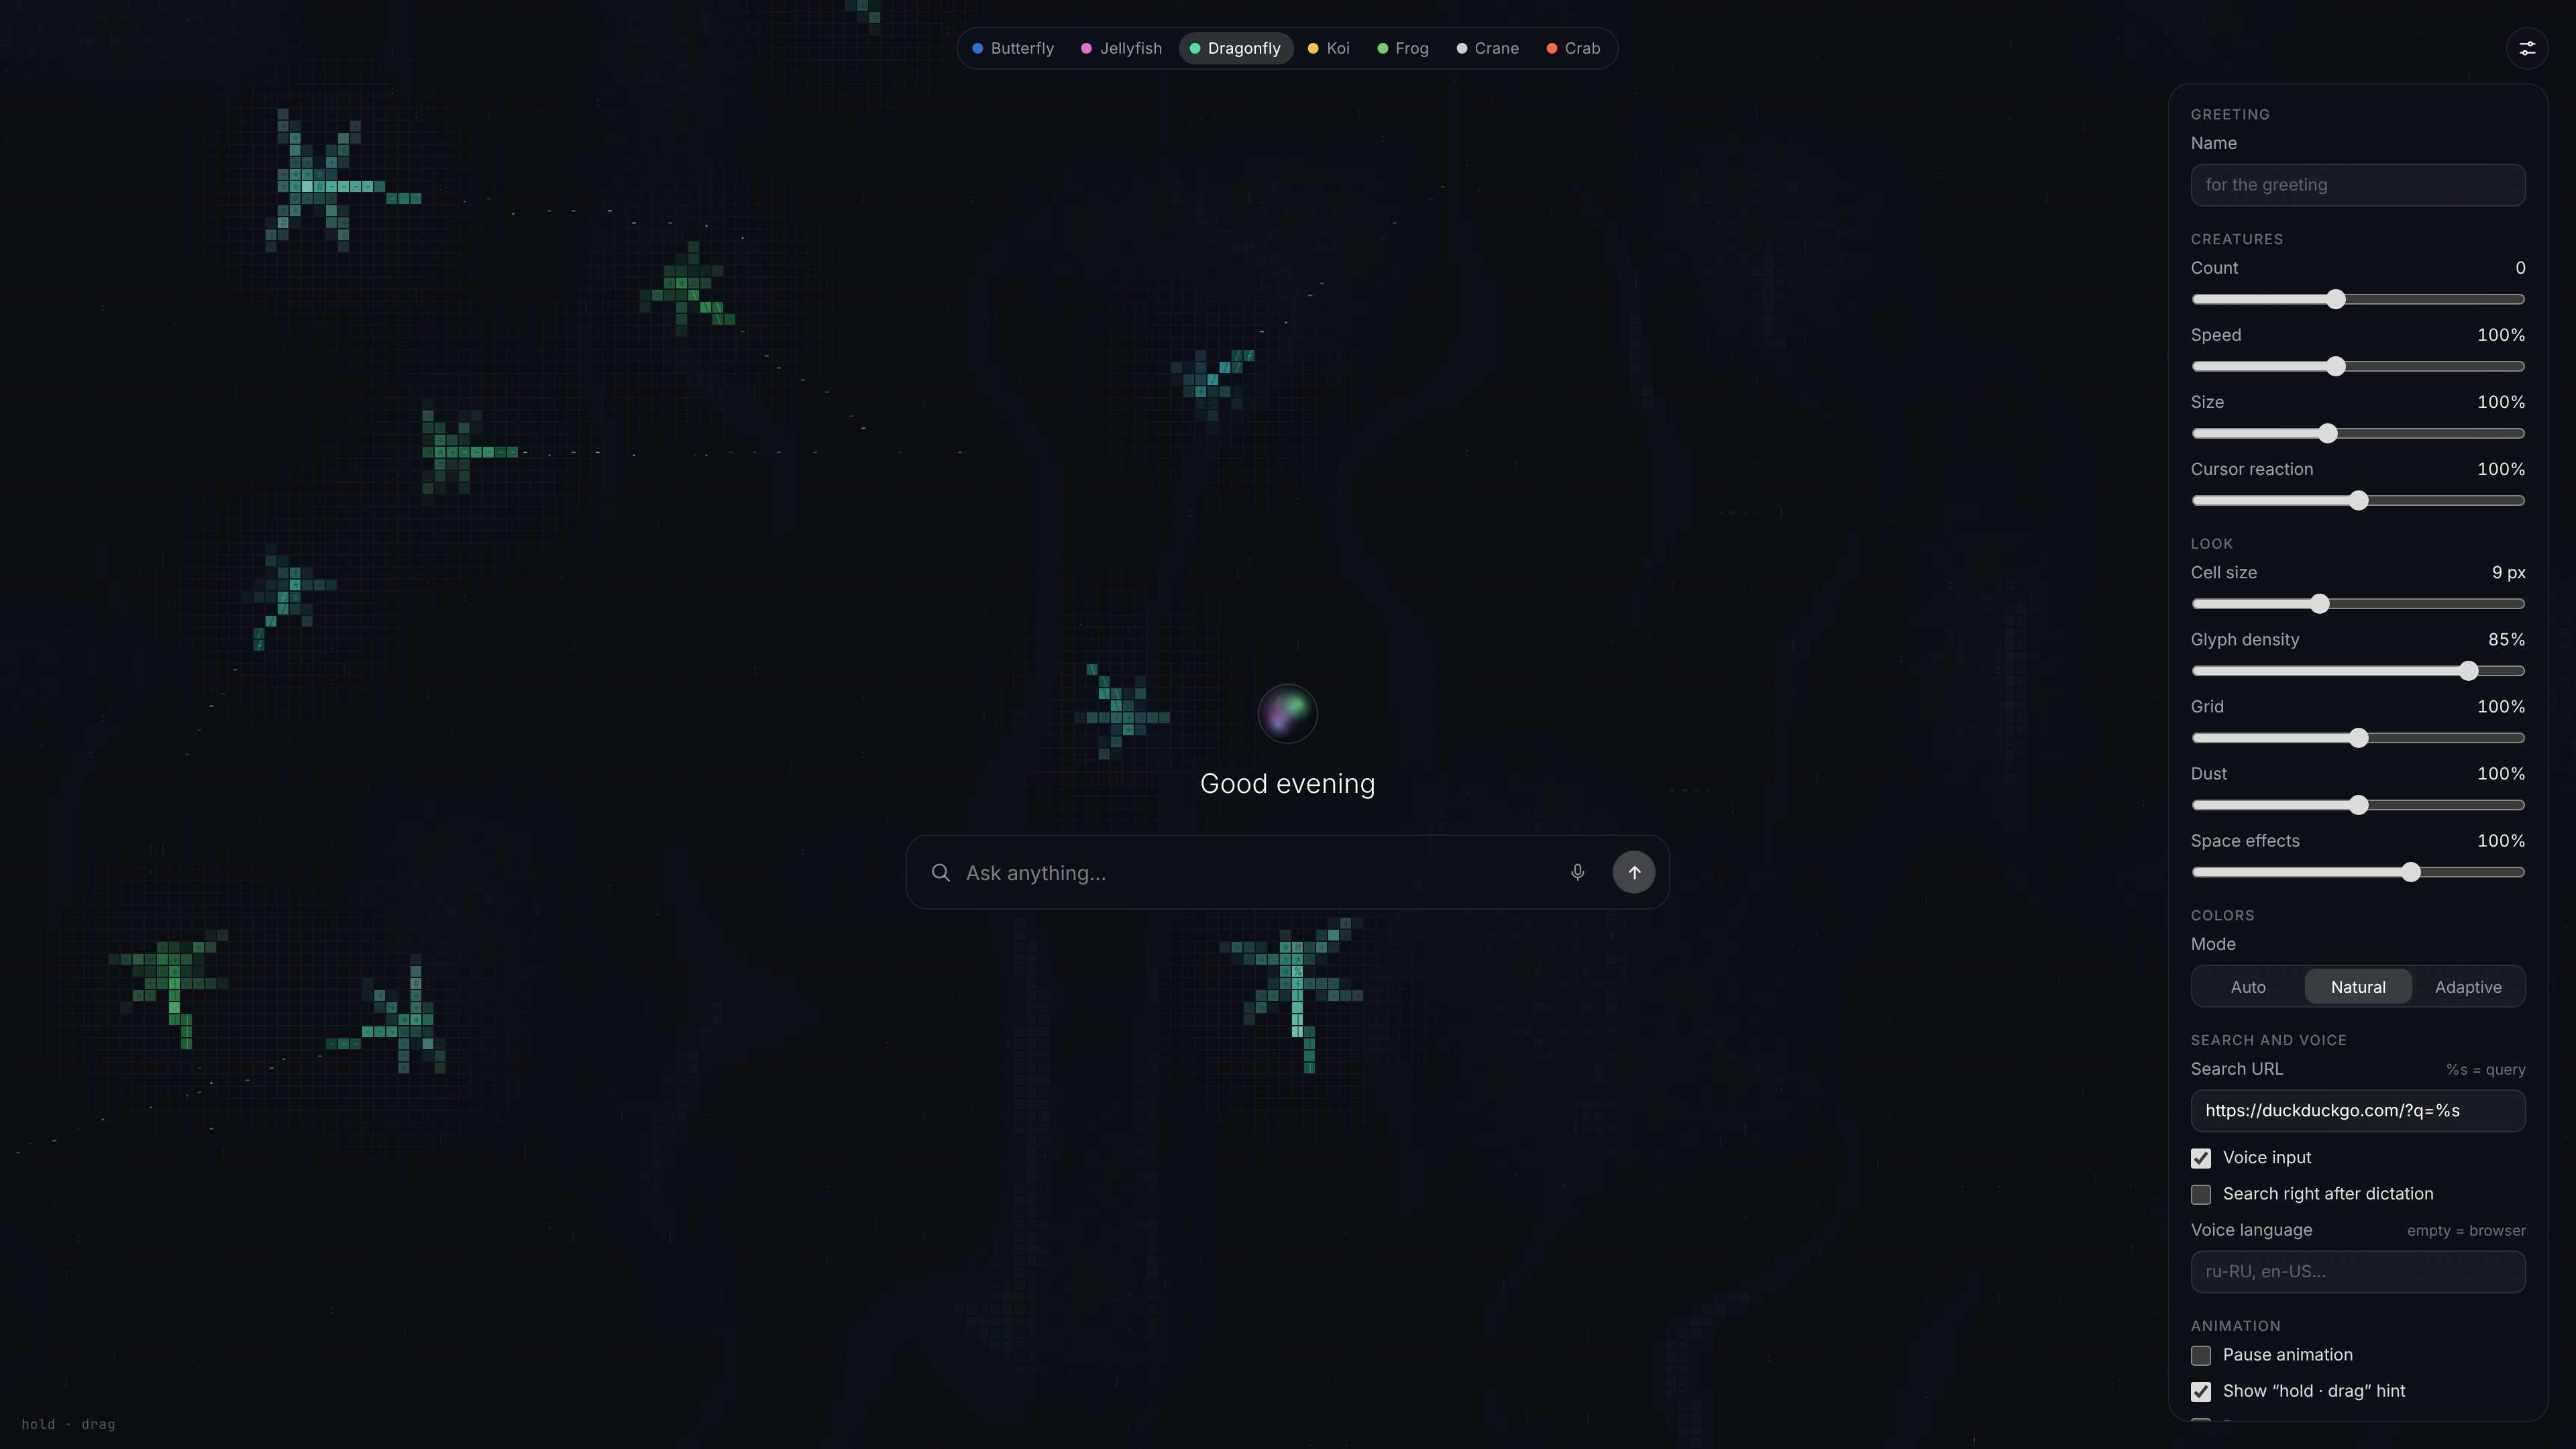 Butterfly Jellyfish Dragonfly Koi Frog Crane Crab
GREETING
Name
for the greeting
CREATURES
Count 0
Speed 100%
Size 100%
Cursor reaction 100%
LOOK
Cell size 9 px
Glyph density 85%
Grid 100%
Dust 100%
Space effects 100%
COLORS
Mode
Auto Natural Adaptive
SEARCH AND VOICE
Search URL %s = query
https://duckduckgo.com/?q=%s
Voice input
Search right after dictation
Voice language empty = browser
ru-RU, en-US...
ANIMATION
Pause animation
Show “hold · drag” hint
Good evening
Ask anything...
hold · drag